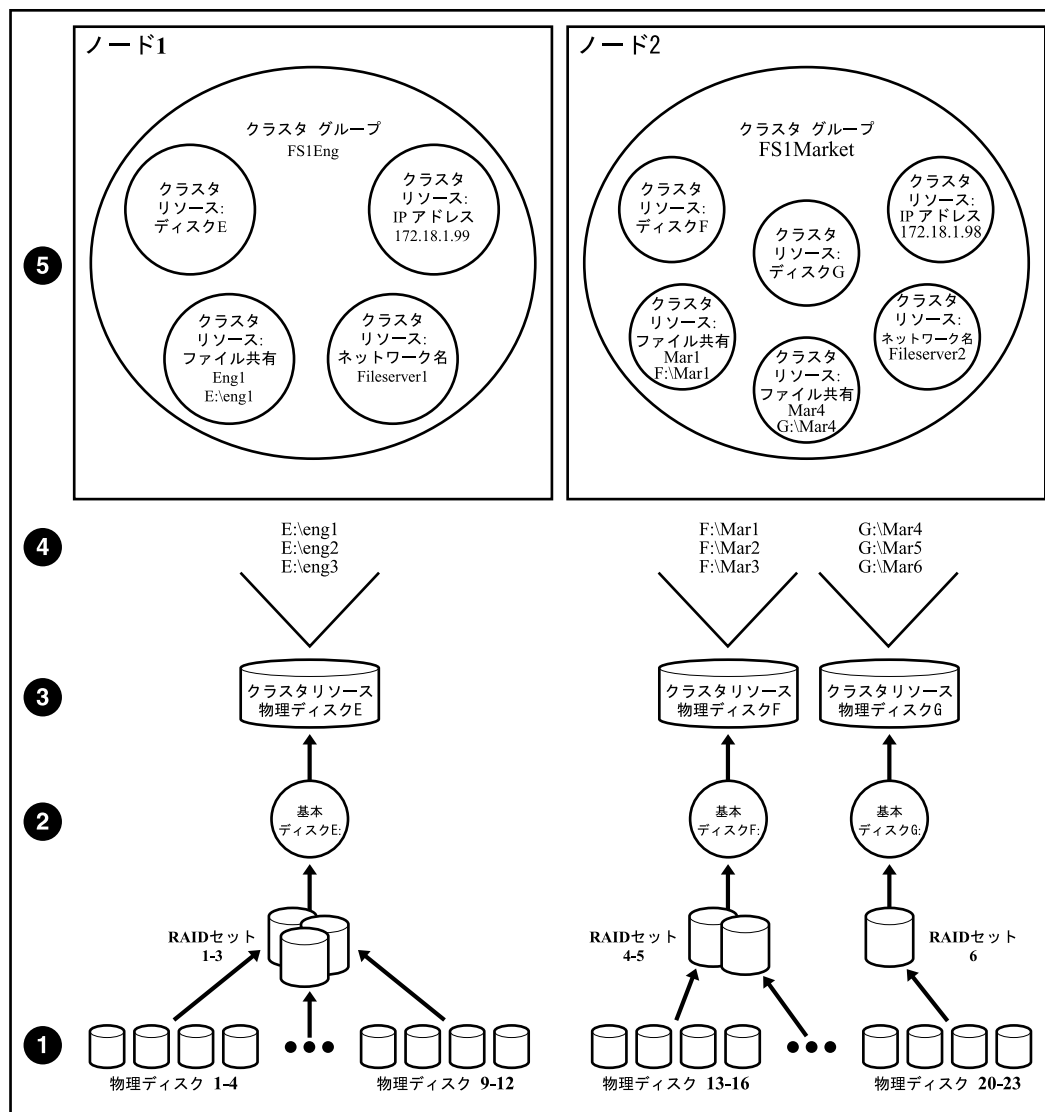 ノード1
クラスタ グループ
FS1Eng
クラスタ
リソース:
ディスクE
クラスタ
リソース:
IP アドレス
172.18.1.99
クラスタ
リソース:
ファイル共有
Eng1
E:\eng1
クラスタ
リソース:
ネットワーク名
Fileserver1
ノード2
クラスタ グループ
FS1Market
クラスタ
リソース:
ディスクF
クラスタ
リソース:
ディスクG
クラスタ
リソース:
IP アドレス
172.18.1.98
クラスタ
リソース:
ファイル共有
Mar1
F:\Mar1
クラスタ
リソース:
ファイル共有
Mar4
G:\Mar4
クラスタ
リソース:
ネットワーク名
Fileserver2
5
4
E:\eng1
E:\eng2
E:\eng3
F:\Mar1
F:\Mar2
F:\Mar3
G:\Mar4
G:\Mar5
G:\Mar6
3
クラスタリソース
物理ディスクE
クラスタリソース
物理ディスクF
クラスタリソース
物理ディスクG
2
基本
ディスクE:
基本
ディスクF:
基本
ディスクG:
RAIDセット
1-3
RAIDセット
4-5
RAIDセット
6
1
物理ディスク 1-4
9-12
物理ディスク 13-16
物理ディスク 20-23